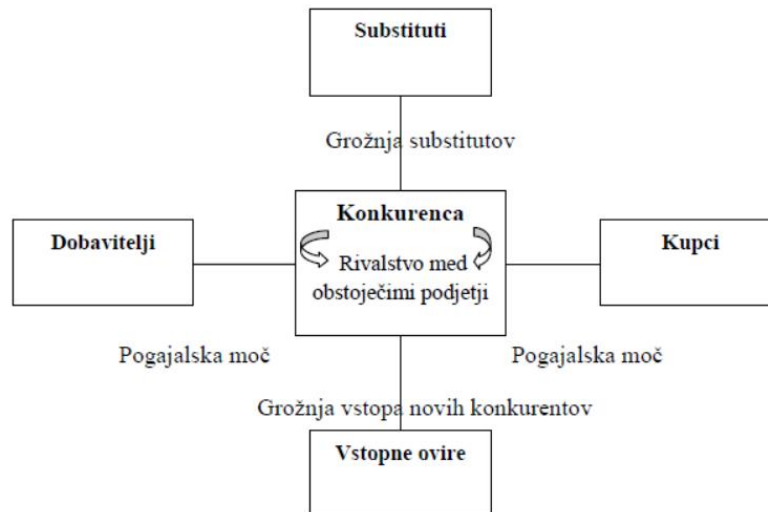 Substituti
Grožnja substitutov
Konkurenca
Dobavitelji
Kupci
Rivalstvo med
obstoječimi podjetji
Pogajalska moč
Pogajalska moč
Grožnja vstopa novih konkurentov
Vstopne ovire